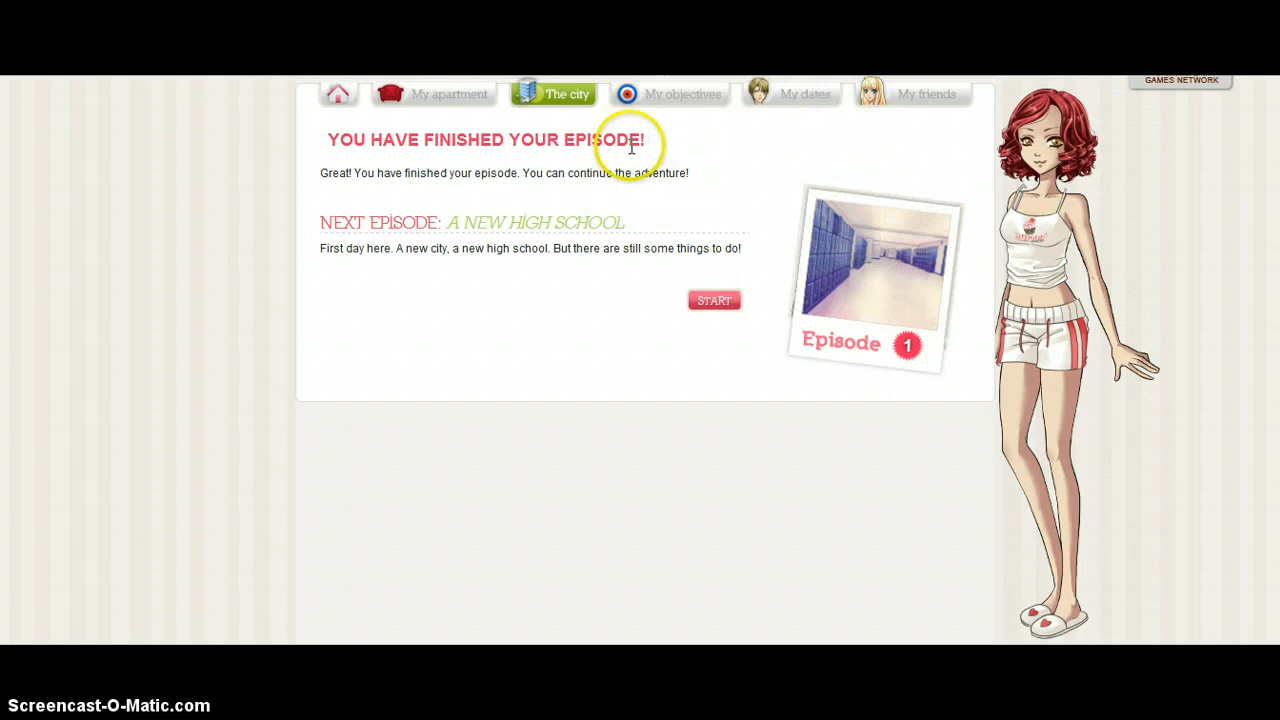 GAMES NETWORK
My apartment
The city
My objectives
My dates
My friends
YOU HAVE FINISHED YOUR EPISODE!
Great! You have finished your episode. You can continue the adventure!
NEXT EPISODE: A NEW HIGH SCHOOL
First day here. A new city, a new high school. But there are still some things to do!
START
Episode 1
Screencast-O-Matic.com